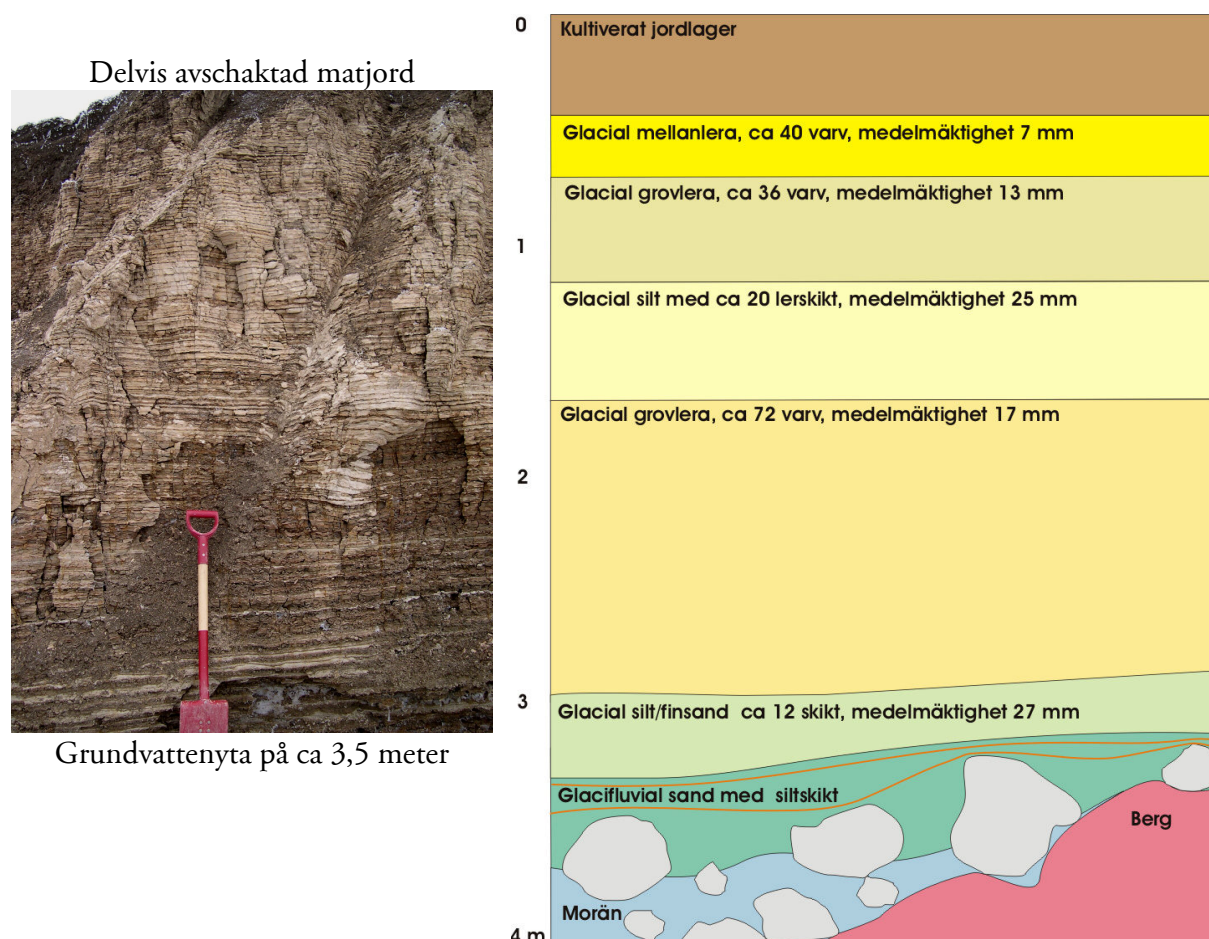 Delvis avschaktad matjord
Grundvattenyta på ca 3,5 meter
0
Kultiverat jordlager
Glacial mellanlera, ca 40 varv, medelmäktighet 7 mm
Glacial grovlera, ca 36 varv, medelmäktighet 13 mm
1
Glacial silt med ca 20 lerskikt, medelmäktighet 25 mm
Glacial grovlera, ca 72 varv, medelmäktighet 17 mm
2
3
Glacial silt/finsand ca 12 skikt, medelmäktighet 27 mm
Glacifluvial sand med siltskikt
Berg
Morän
4 m